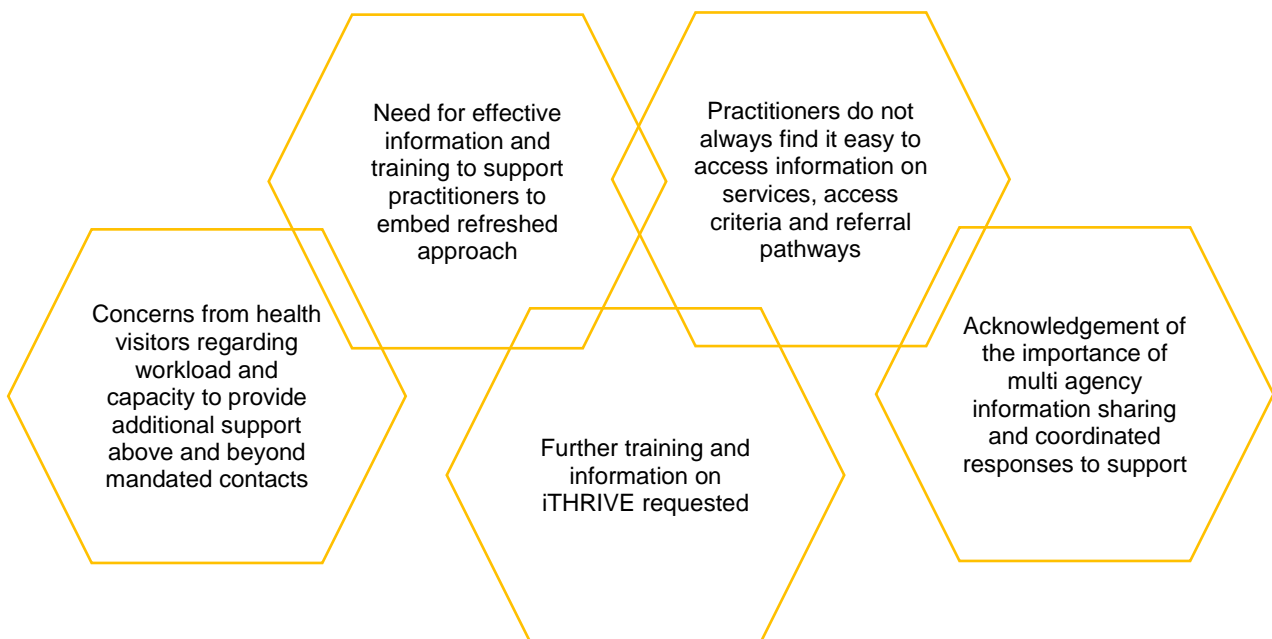 Need for effective
information and
training to support
practitioners to
embed refreshed
approach
Practitioners do not
always find it easy to
access information on
services, access
criteria and referral
pathways
Concerns from health
visitors regarding
workload and
capacity to provide
additional support
above and beyond
mandated contacts
Further training and
information on
iTHRIVE requested
Acknowledgement of
the importance of
multi agency
information sharing
and coordinated
responses to support